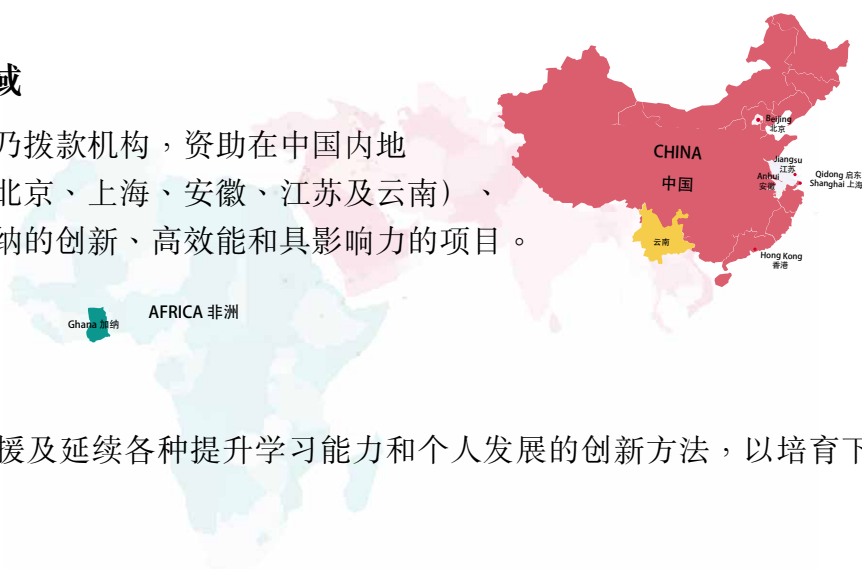 域
乃拨款机构，资助在中国内地
北京、上海、安徽、江苏及云南）、
纳的创新、高效能和具影响力的项目。
CHINA
中国
Beijing
北京
Jiangsu
江苏
Anhui
安徽
Qidong 启东
Shanghai 上海
云南
Hong Kong
香港
AFRICA 非洲
Ghana 加纳
援及延续各种提升学习能力和个人发展的创新方法，以培育下